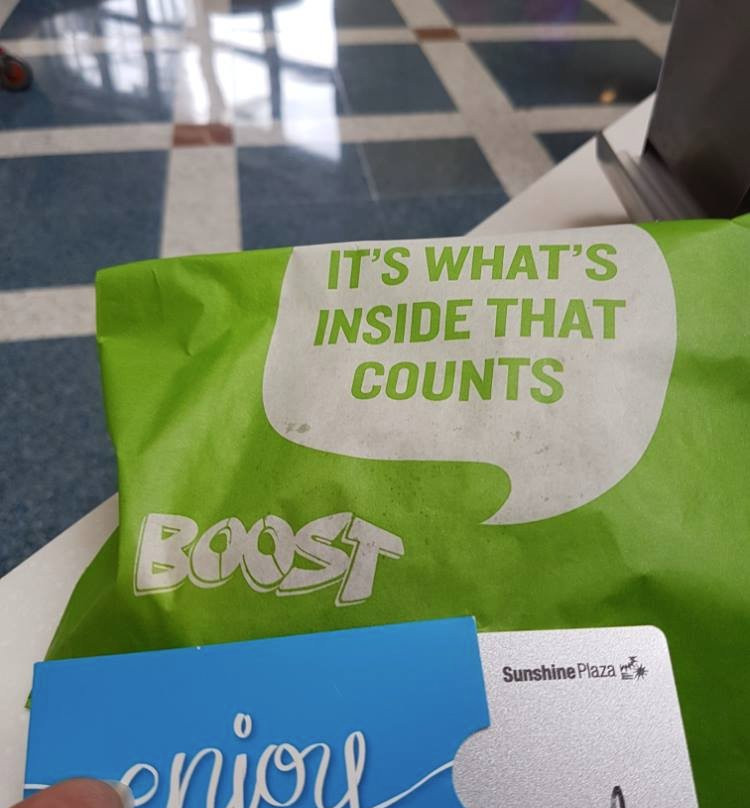 IT'S WHAT'S
INSIDE THAT
COUNTS
BOOST
Sunshine Plaza
enjoy